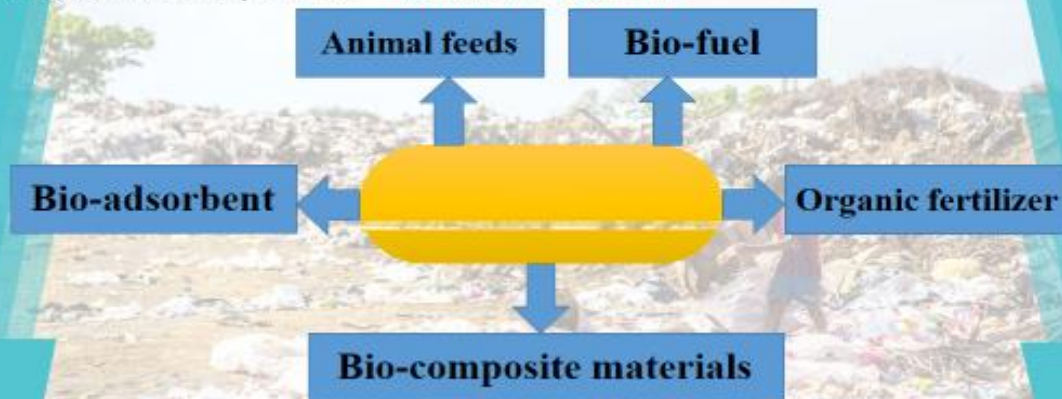 Animal feeds
Bio-fuel
Bio-adsorbent
Organic fertilizer
Bio-composite materials